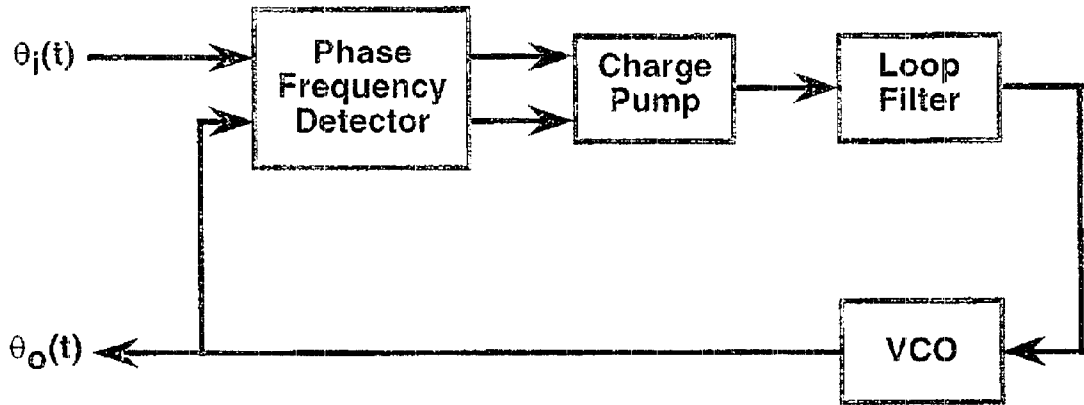 θi(t)
Phase
Frequency
Detector
Charge
Pump
Loop
Filter
θo(t)
VCO